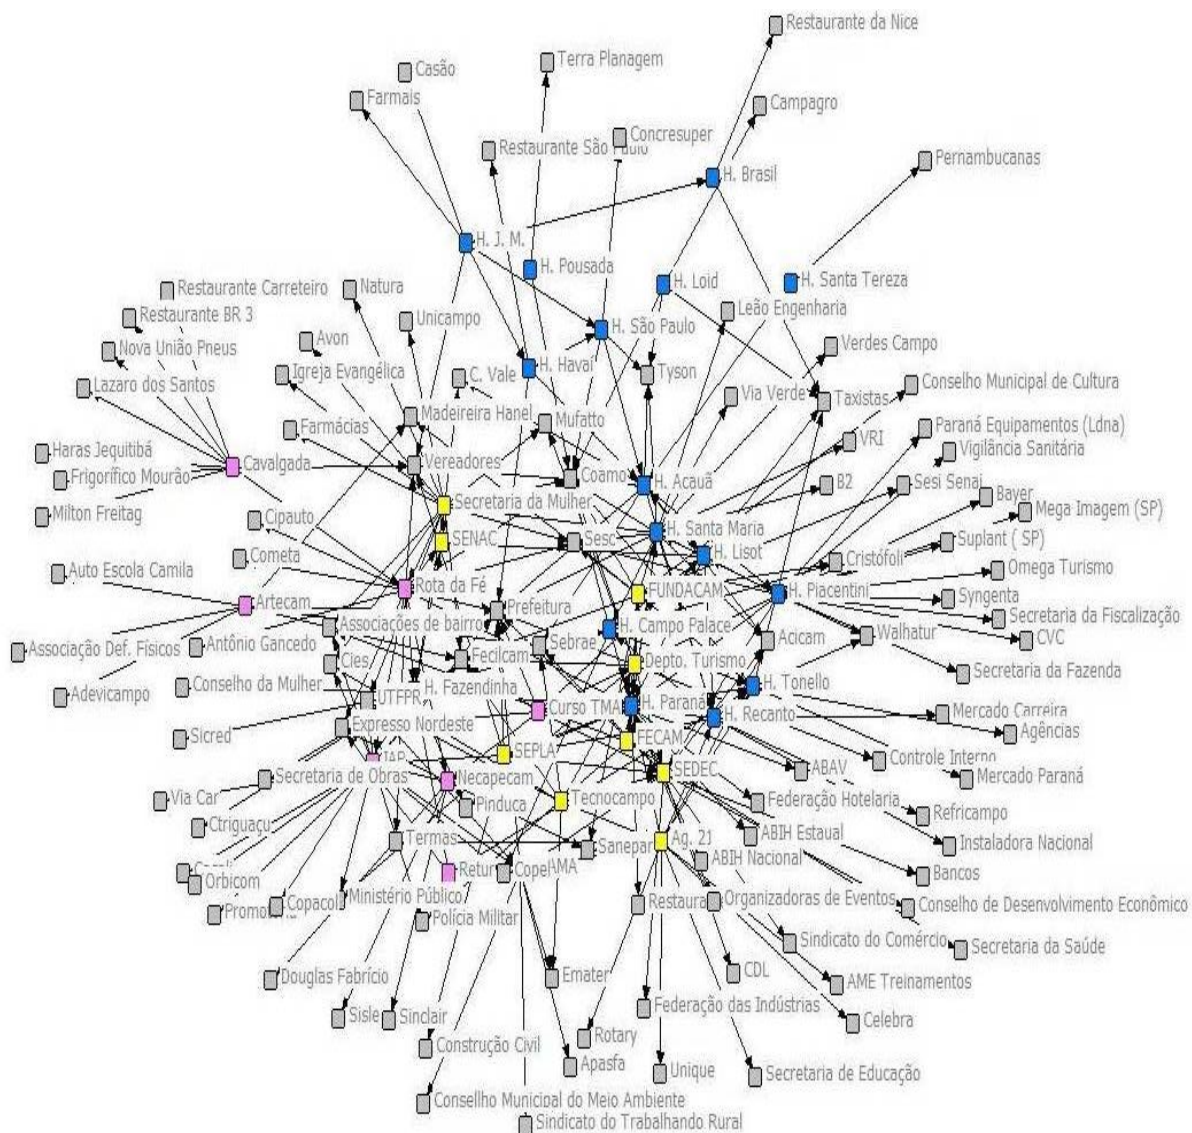 Restaurante da Nice
Terra Planagem
Casão
Farmais
Campagro
Concresuper
Restaurante São Paulo
Pernambucanas
H. Brasil
H. J. M.
H. Pousada
H. Loid
H. Santa Tereza
Restaurante Carreteiro
Natura
Leão Engenharia
Restaurante BR 3
Unicampo
H. São Paulo
Avon
Verdes Campo
Nova União Pneus
H. Havaí
Igreja Evangélica
C. Vale
Tyson
Lazaro dos Santos
Conselho Municipal de Cultura
Via Verde
Taxistas
Madeireira Hanel
Mufatto
Farmácias
Paraná Equipamentos (Ldna)
VRI
Vigilância Sanitária
Haras Jequitibá
Cavalgada
Vereadores
Coamo
Frigorífico Mourão
H. Acauã
B2
Sesi Senai
Bayer
Secretaria da Mulher
Mega Imagem (SP)
Milton Freitag
Cipauto
H. Santa Maria
SENAC
Sesc
Suplant ( SP)
H. Lisot
Cometa
Cristófoli
Auto Escola Camila
Omega Turismo
Rota da Fé
FUNDACAM
H. Piacentini
Syngenta
Artecam
Prefeitura
Secretaria da Fiscalização
Associações de bairro
H. Campo Palace
Acicam
Walhatur
CVC
Associação Def. Físicos
Antônio Gancedo
Sebrae
Cies
Fecilcam
Depto. Turismo
Secretaria da Fazenda
Conselho da Mulher
H. Fazendinha
H. Tonello
Adevicampo
UTFPR
Curso TMA
H. Paraná
H. Recanto
Mercado Carreira
Expresso Nordeste
Agências
Sicred
FECAM
SEPLA
Controle Interno
SEDEC
ABAV
Secretaria de Obras
Necapecam
Mercado Paraná
Via Car
Pinduca
Tecnocampo
Federação Hotelaria
Refricampo
Ctriguaçu
Termas
Sanepar
Ag. 21
ABIH Estaual
Instaladora Nacional
ABIH Nacional
Retur
Copel
Bancos
Orbicom
Copacol
Ministério Público
Restaura
Organizadoras de Eventos
Conselho de Desenvolvimento Econômico
Polícia Militar
Sindicato do Comércio
Secretaria da Saúde
Douglas Fabrício
Emater
CDL
AME Treinamentos
Federação das Indústrias
Sisle
Sinclair
Celebra
Rotary
Construção Civil
Apasfa
Unique
Secretaria de Educação
Consellho Municipal do Meio Ambiente
Sindicato do Trabalhando Rural